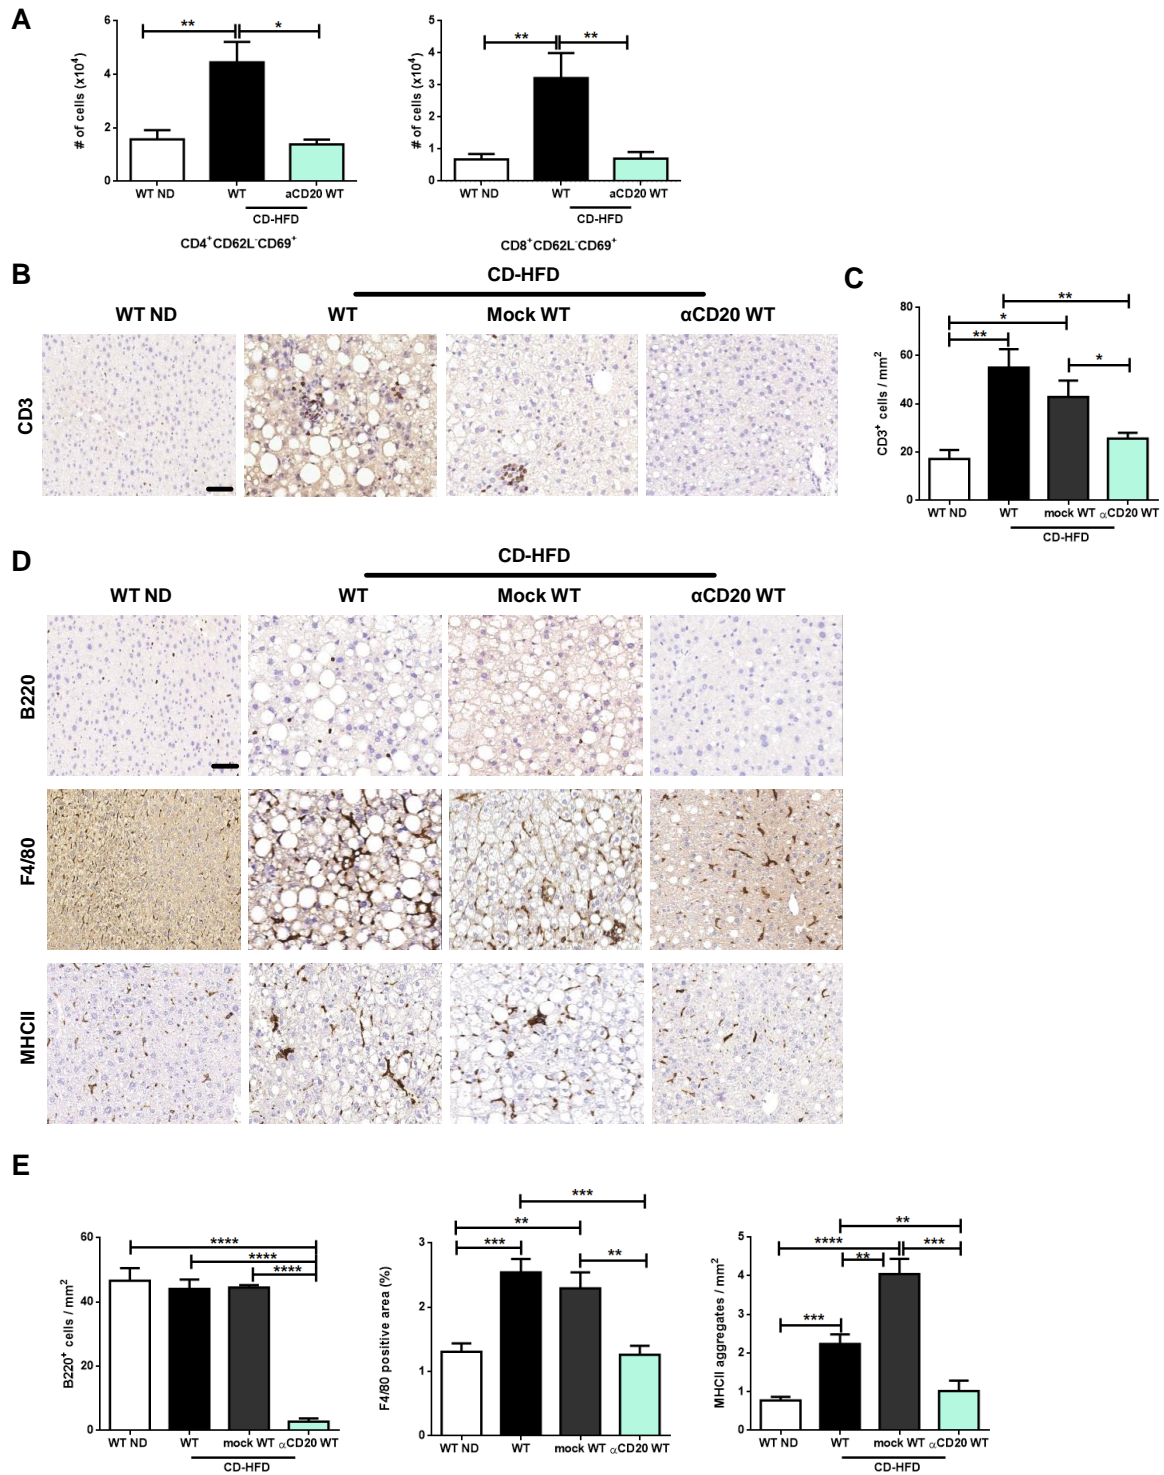 A
# of cells (x10⁴)
6
4
2
0
** *
WT ND WT aCD20 WT
CD-HFD
CD4⁺CD62L⁻CD69⁺
# of cells (x10⁴)
5
4
3
2
1
0
** **
WT ND WT aCD20 WT
CD-HFD
CD8⁺CD62L⁻CD69⁺
B
CD-HFD
WT ND WT Mock WT αCD20 WT
CD3
C
CD3⁺ cells / mm²
80
60
40
20
0
**
*
**
*
WT ND WT mock WT αCD20 WT
CD-HFD
D
CD-HFD
WT ND WT Mock WT αCD20 WT
B220
F4/80
MHCII
E
B220⁺ cells / mm²
60
40
20
0
****
****
****
WT ND WT mock WT αCD20 WT
CD-HFD
F4/80 positive area (%)
3
2
1
0
***
**
***
**
WT ND WT mock WT αCD20 WT
MHCII aggregates / mm²
5
4
3
2
1
0
**
**** ***
**
***
WT ND WT mock WT αCD20 WT
CD-HFD